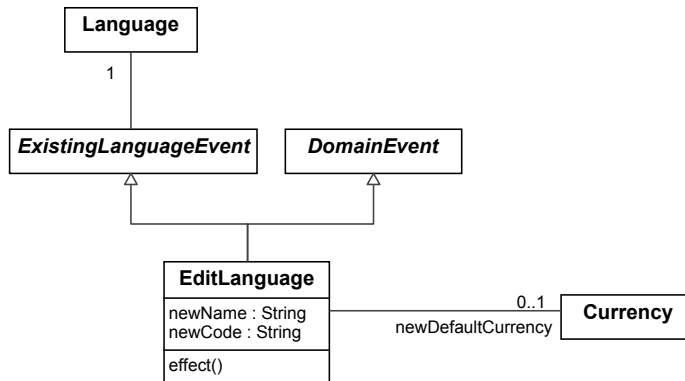 Language
1
ExistingLanguageEvent
DomainEvent
EditLanguage
newName : String
newCode : String
effect()
0..1
newDefaultCurrency
Currency